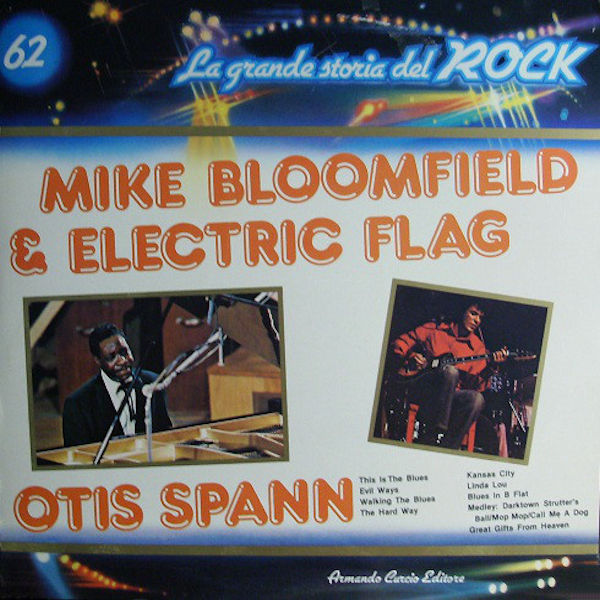 62
La grande storia del ROCK
MIKE BLOOMFIELD
& ELECTRIC FLAG
OTIS SPANN
This Is The Blues
Evil Ways
Walking The Blues
The Hard Way
Kansas City
Linda Lou
Blues In B Flat
Medley: Darktown Strutter's
Ball/Mop Mop/Call Me A Dog
Great Gifts From Heaven
Armando Curcio Editore